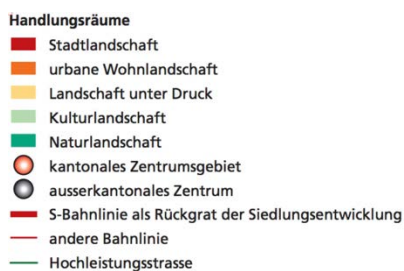 Handlungsräume
Stadtlandschaft
urbane Wohnlandschaft
Landschaft unter Druck
Kulturlandschaft
Naturlandschaft
kantonales Zentrumsgebiet
ausserkantonales Zentrum
S-Bahnlinie als Rückgrat der Siedlungsentwicklung
andere Bahnlinie
Hochleistungsstrasse